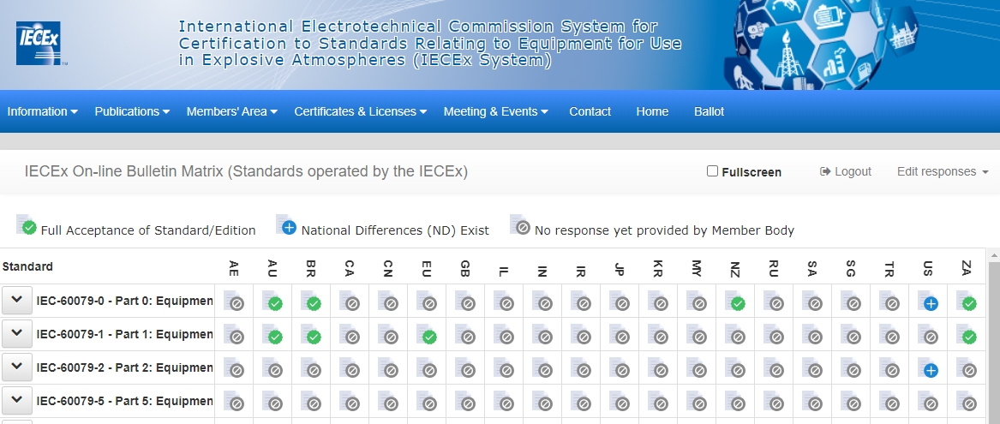 IECEx
TM
International Electrotechnical Commission System for
Certification to Standards Relating to Equipment for Use
in Explosive Atmospheres (IECEx System)
Information Publications Members' Area Certificates & Licenses Meeting & Events Contact Home Ballot
IECEx On-line Bulletin Matrix (Standards operated by the IECEx) Fullscreen Logout Edit responses
Full Acceptance of Standard/Edition National Differences (ND) Exist No response yet provided by Member Body
Standard AE AU BR CA CN EU GB IL IN IR JP KR MY NZ RU SA SG TR US ZA
IEC-60079-0 - Part 0: Equipmen
IEC-60079-1 - Part 1: Equipmen
IEC-60079-2 - Part 2: Equipmen
IEC-60079-5 - Part 5: Equipmen